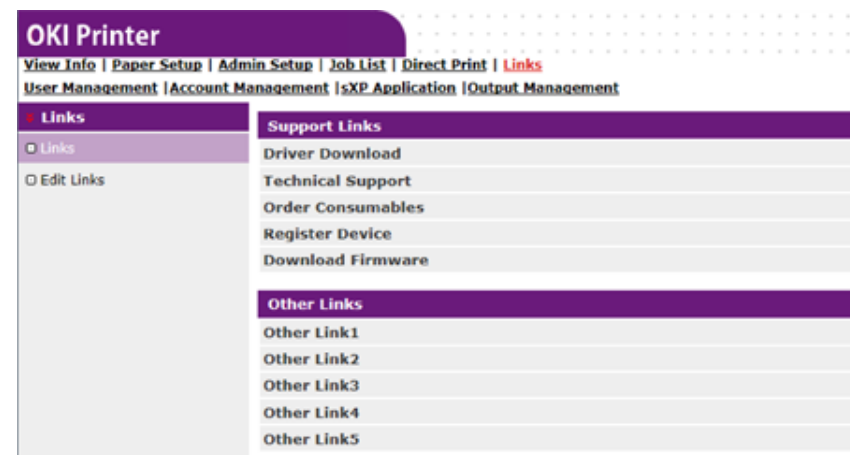 OKI Printer
View Info | Paper Setup | Admin Setup | Job List | Direct Print | Links
User Management |Account Management |sXP Application |Output Management
Links
Links
Edit Links
Support Links
Driver Download
Technical Support
Order Consumables
Register Device
Download Firmware
Other Links
Other Link1
Other Link2
Other Link3
Other Link4
Other Link5